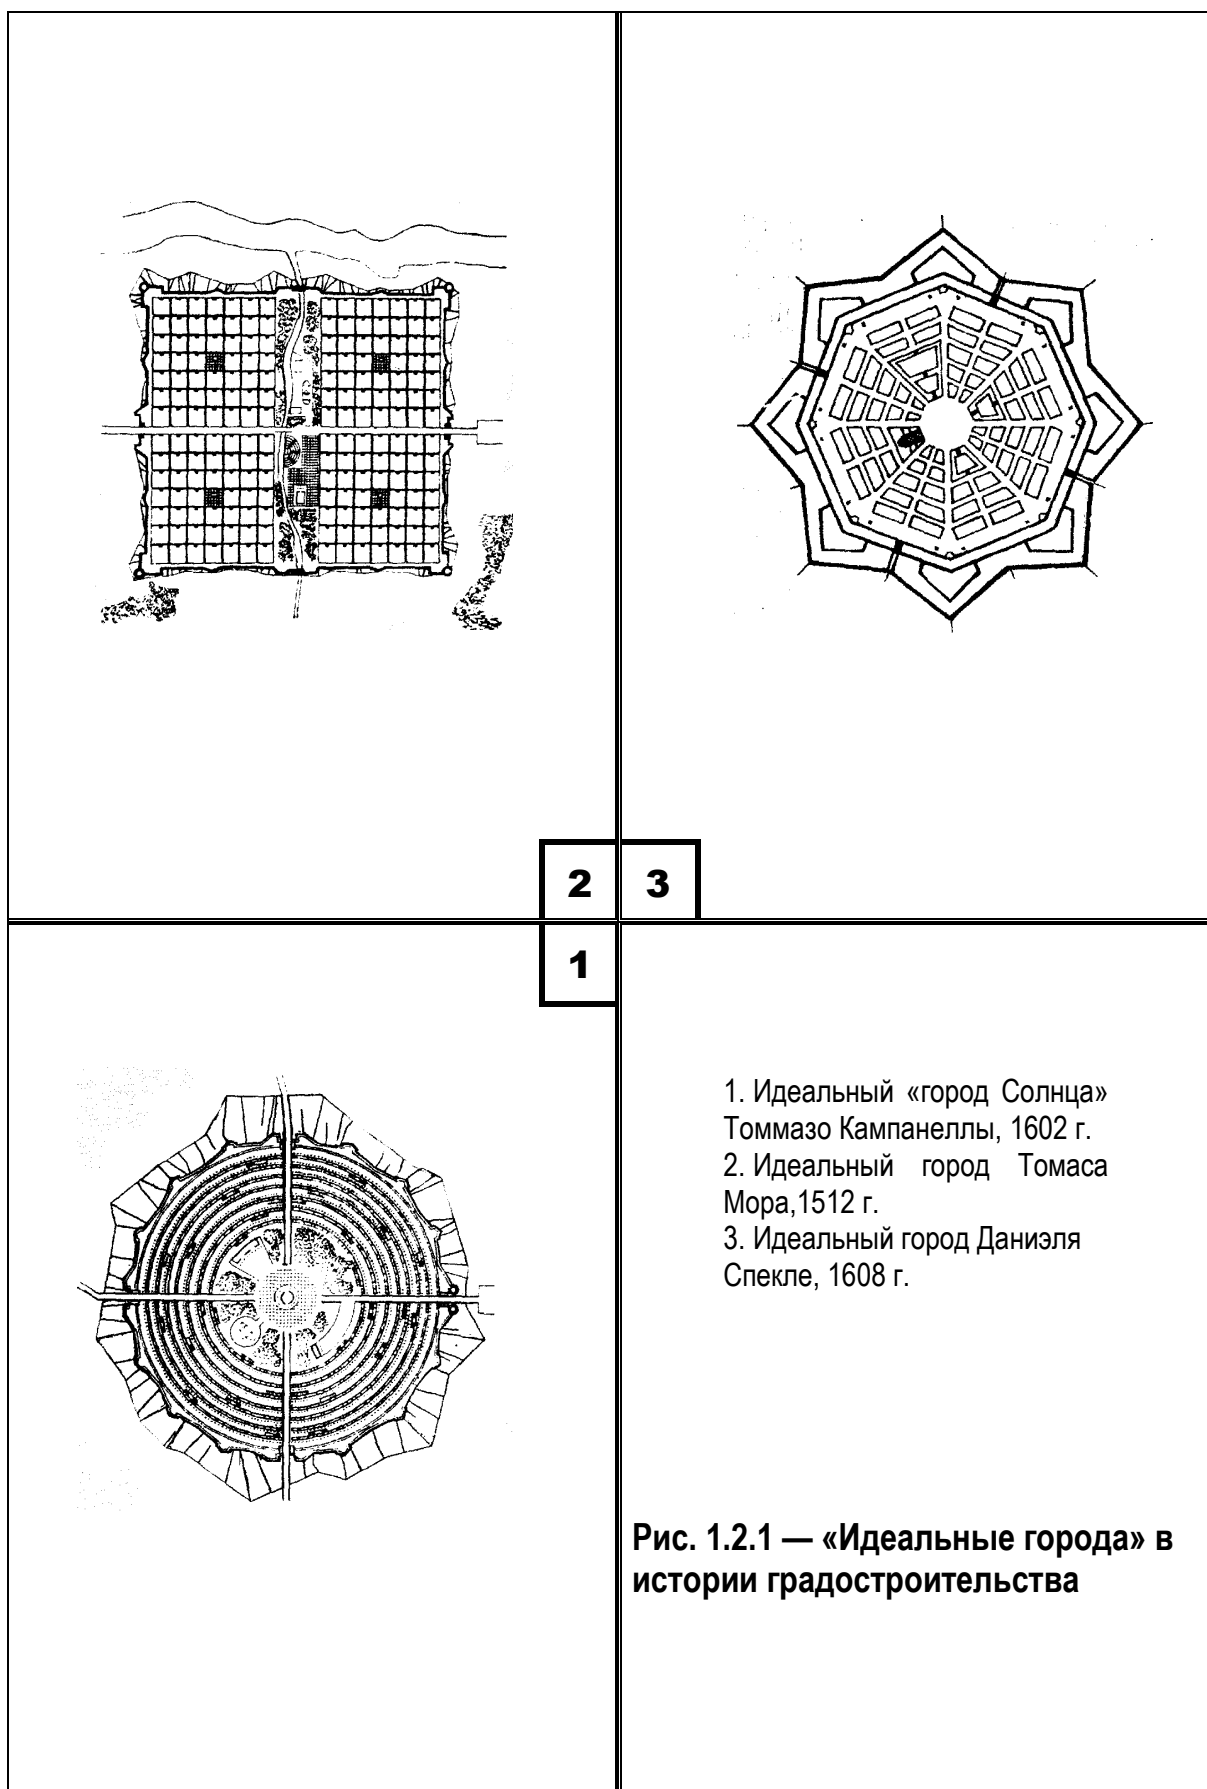 2
3
1
1. Идеальный «город Солнца»
Томмазо Кампанеллы, 1602 г.
2. Идеальный город Томаса
Мора,1512 г.
3. Идеальный город Даниэля
Спекле, 1608 г.
Рис. 1.2.1 — «Идеальные города» в
истории градостроительства